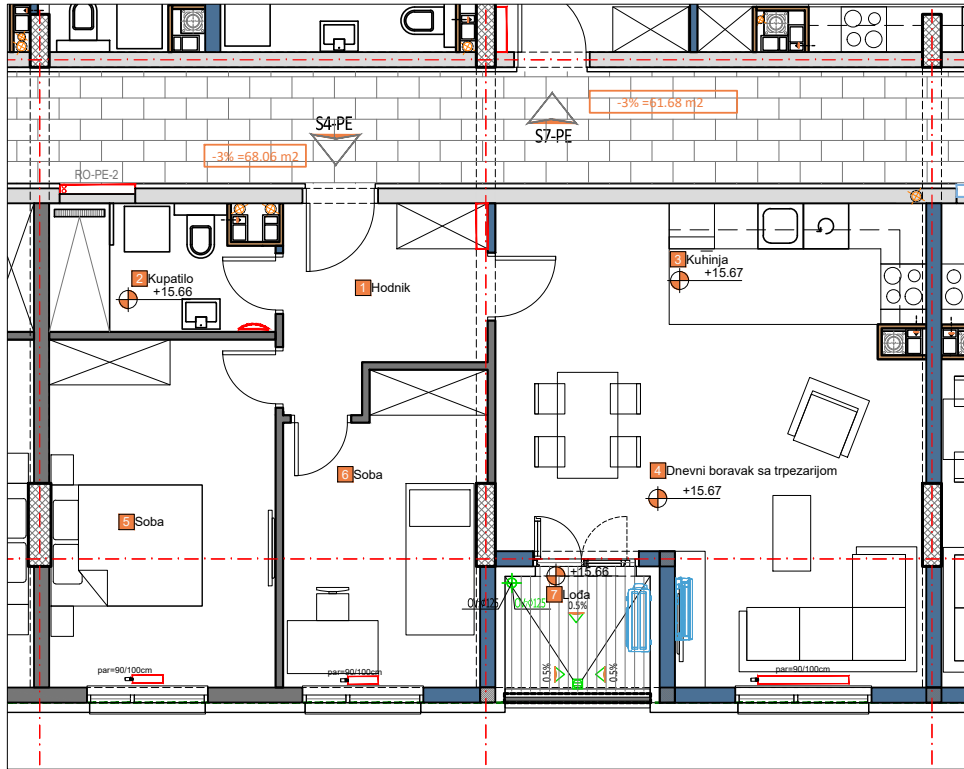 -3% =61.68 m2
S4-PE
S7-PE
-3% =68.06 m2
RO-PE-2
2 Kupatilo
+15.66
1 Hodnik
3 Kuhinja
+15.67
4 Dnevni boravak sa trpezarijom
+15.67
6 Soba
5 Soba
+15.66
7 Lođa
0.5%
0.5%
0.5%
par=90/100cm
par=90/100cm
par=90/100cm